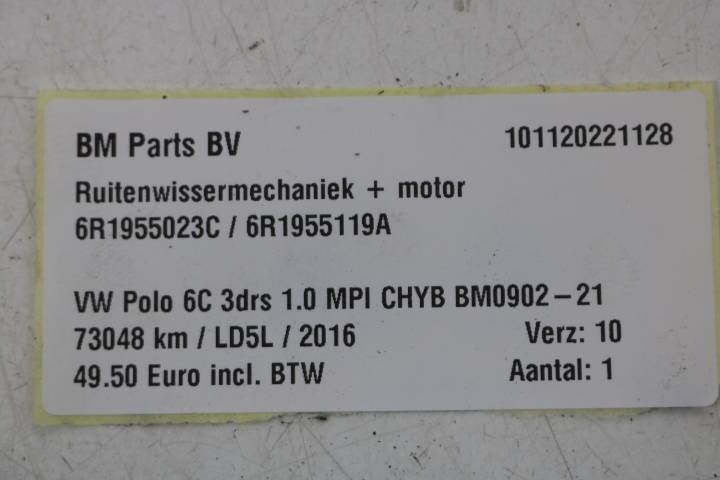 BM Parts BV 101120221128
Ruitenwissermechaniek + motor
6R1955023C / 6R1955119A
VW Polo 6C 3drs 1.0 MPI CHYB BM0902-21
73048 km / LD5L / 2016 Verz: 10
49.50 Euro incl. BTW Aantal: 1